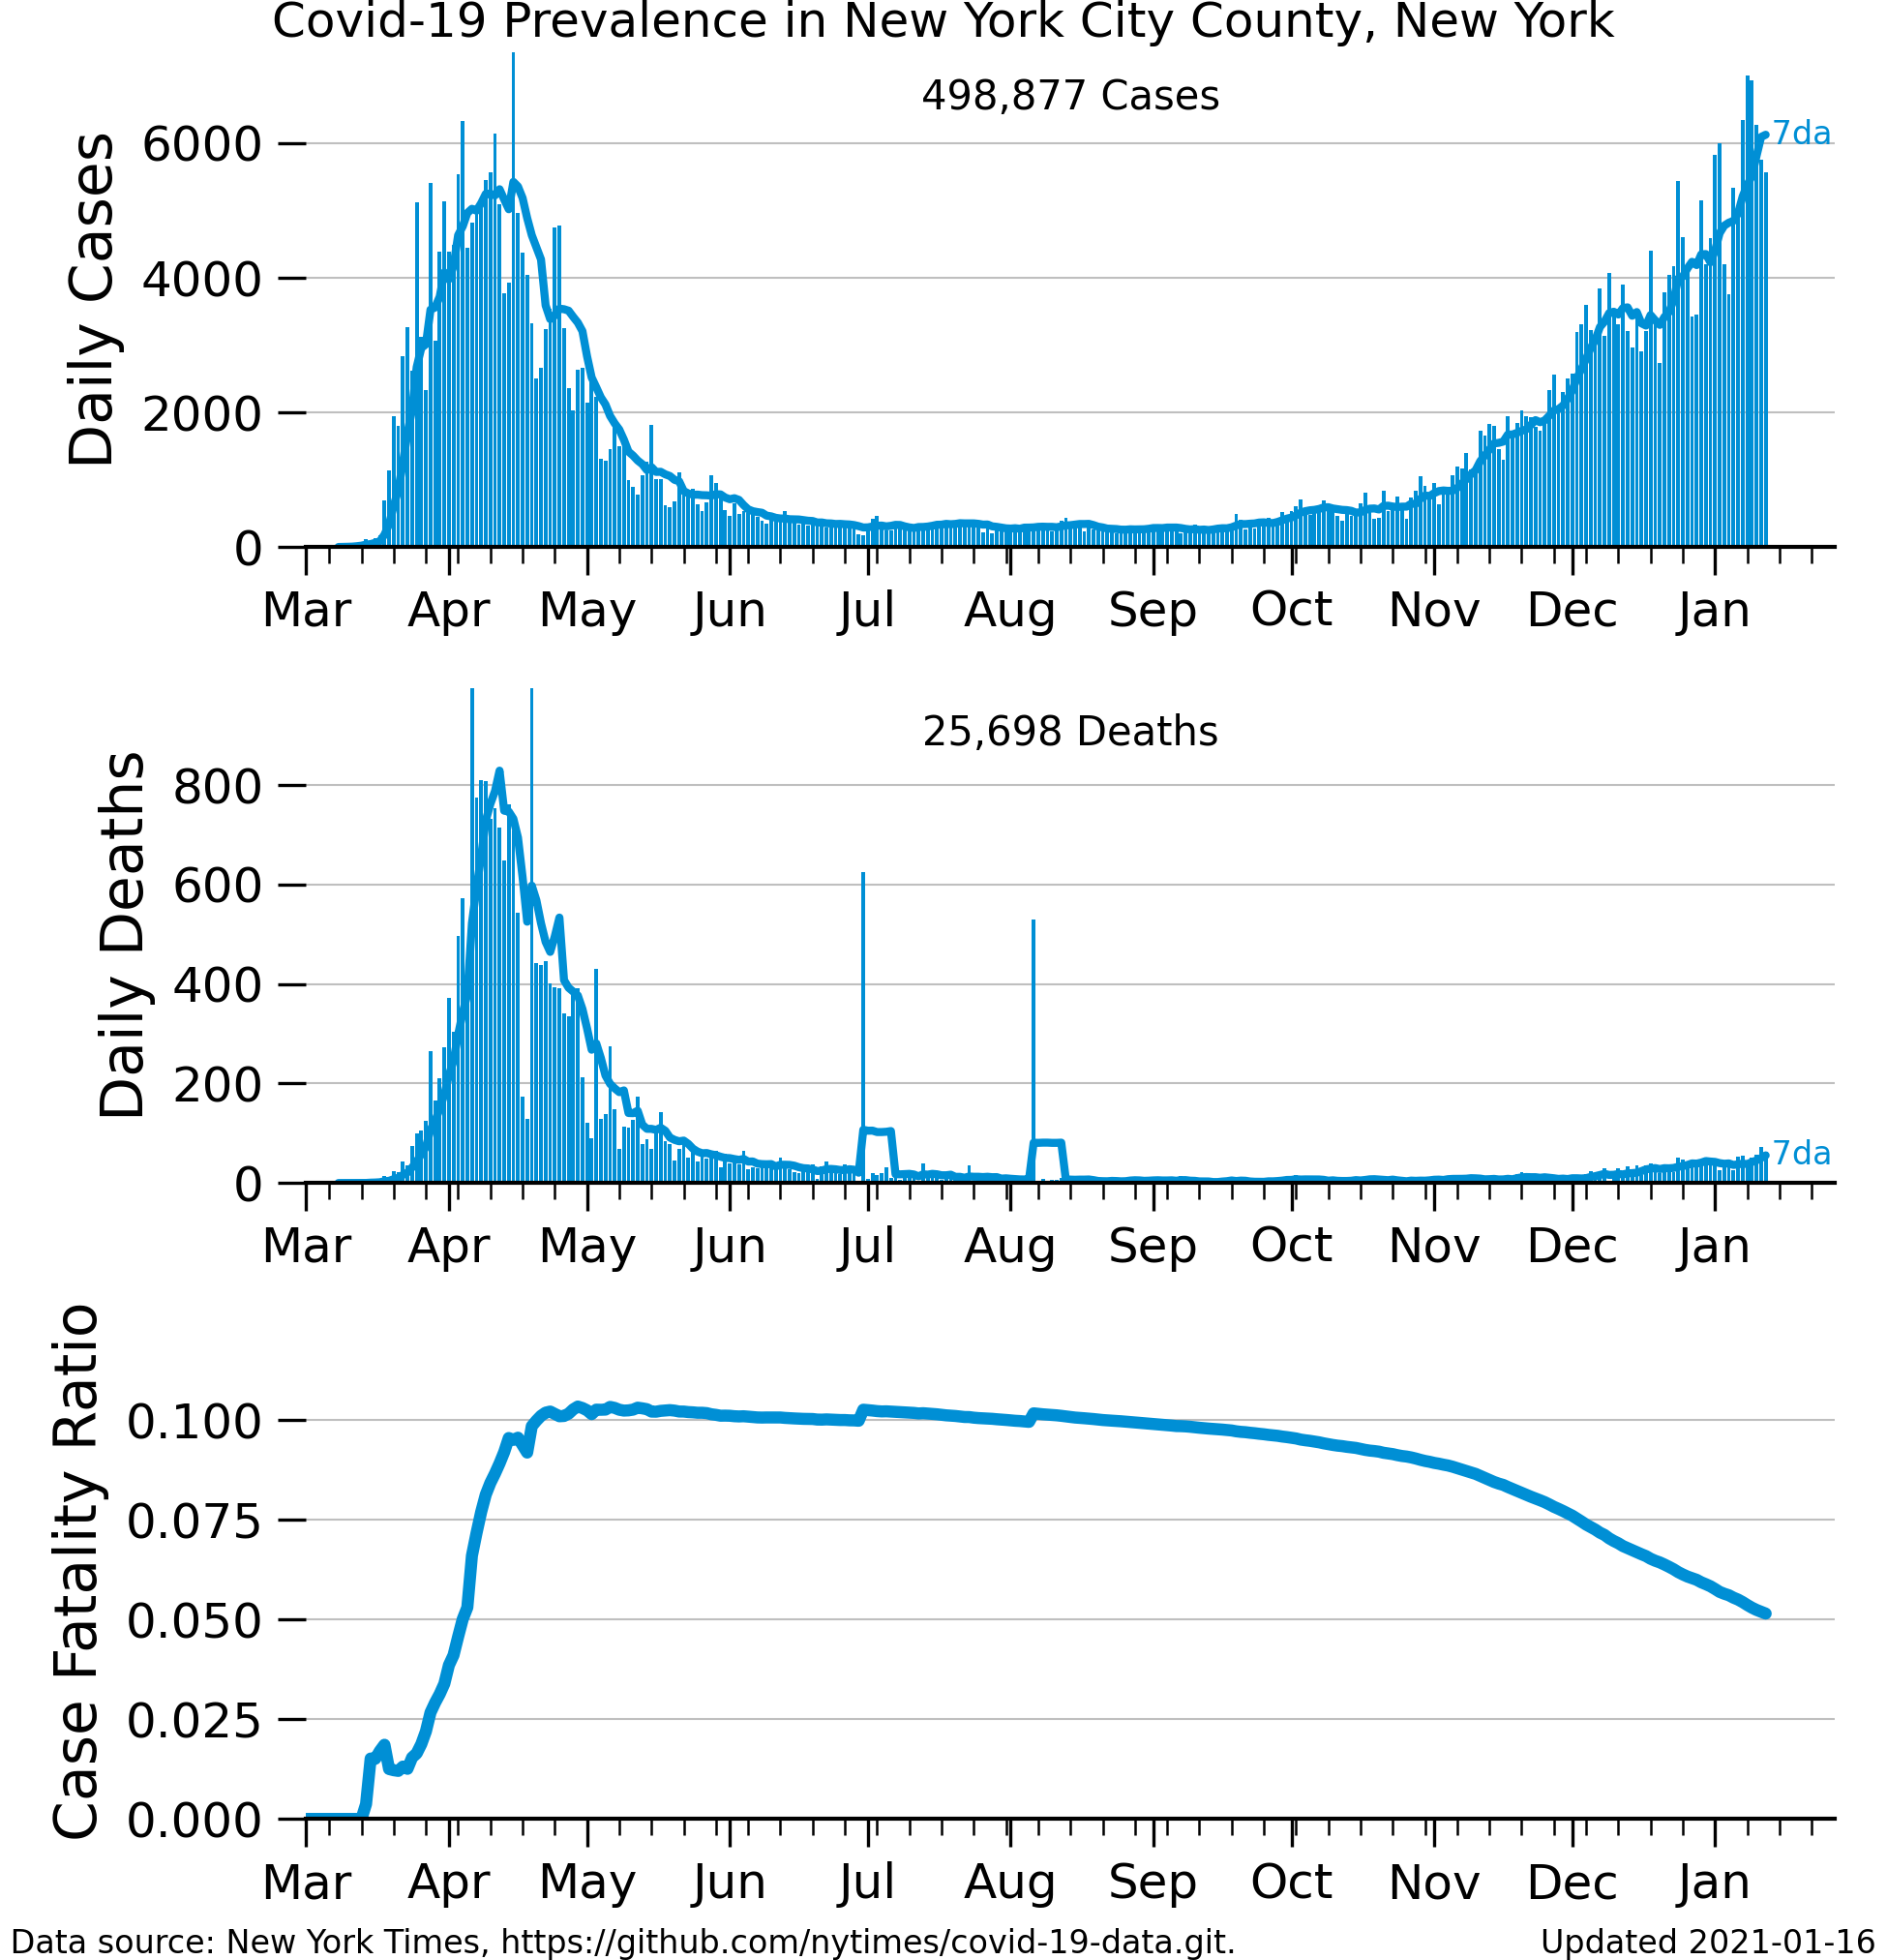 Covid-19 Prevalence in New York City County, New York
498,877 Cases
Daily Cases
6000
4000
2000
0
7da
Mar Apr May Jun Jul Aug Sep Oct Nov Dec Jan
25,698 Deaths
Daily Deaths
800
600
400
200
0
7da
Mar Apr May Jun Jul Aug Sep Oct Nov Dec Jan
Case Fatality Ratio
0.100
0.075
0.050
0.025
0.000
Mar Apr May Jun Jul Aug Sep Oct Nov Dec Jan
Data source: New York Times, https://github.com/nytimes/covid-19-data.git.
Updated 2021-01-16